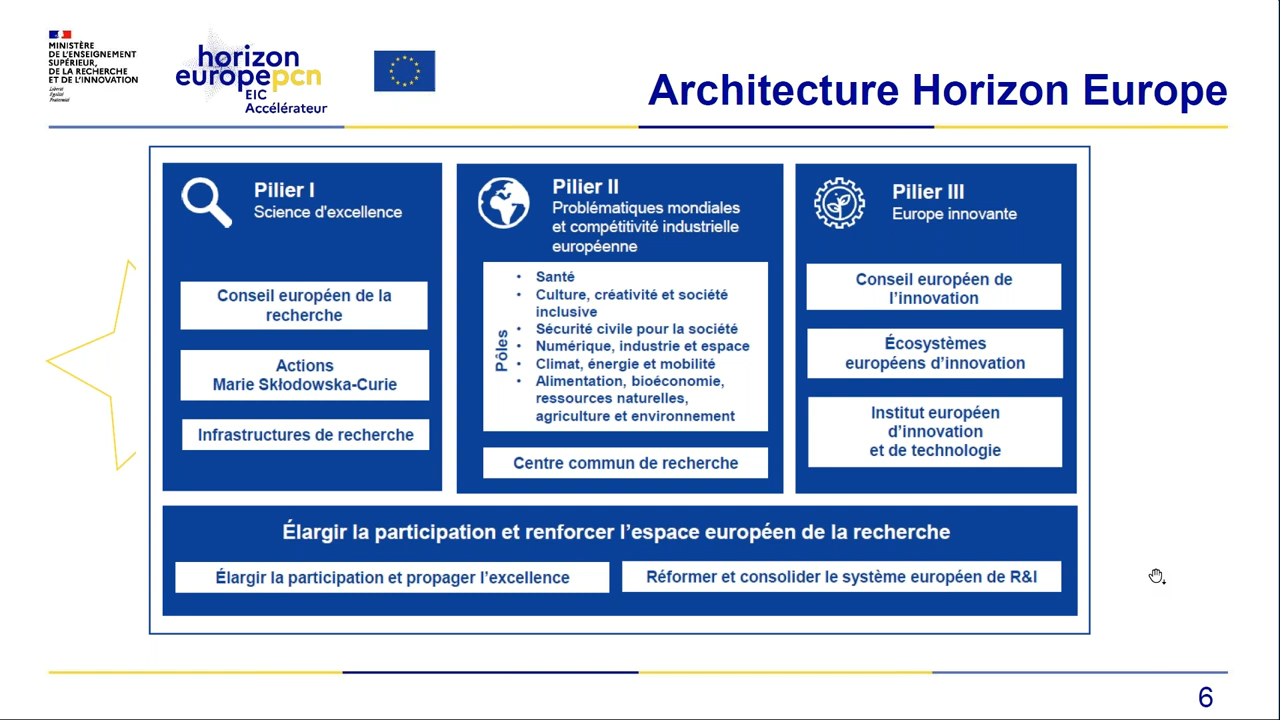 MINISTÈRE
DE L'ENSEIGNEMENT
SUPÉRIEUR,
DE LA RECHERCHE
ET DE L'INNOVATION
Liberté
Égalité
Fraternité
horizon
europepcn
EIC
Accélérateur
Architecture Horizon Europe
Pilier I
Science d'excellence
Conseil européen de la
recherche
Actions
Marie Skłodowska-Curie
Infrastructures de recherche
Pilier II
Problématiques mondiales
et compétitivité industrielle
européenne
Pôles
• Santé
• Culture, créativité et société
inclusive
• Sécurité civile pour la société
• Numérique, industrie et espace
• Climat, énergie et mobilité
• Alimentation, bioéconomie,
ressources naturelles,
agriculture et environnement
Centre commun de recherche
Pilier III
Europe innovante
Conseil européen de
l'innovation
Écosystèmes
européens d'innovation
Institut européen
d'innovation
et de technologie
Élargir la participation et renforcer l'espace européen de la recherche
Élargir la participation et propager l'excellence
Réformer et consolider le système européen de R&I
6